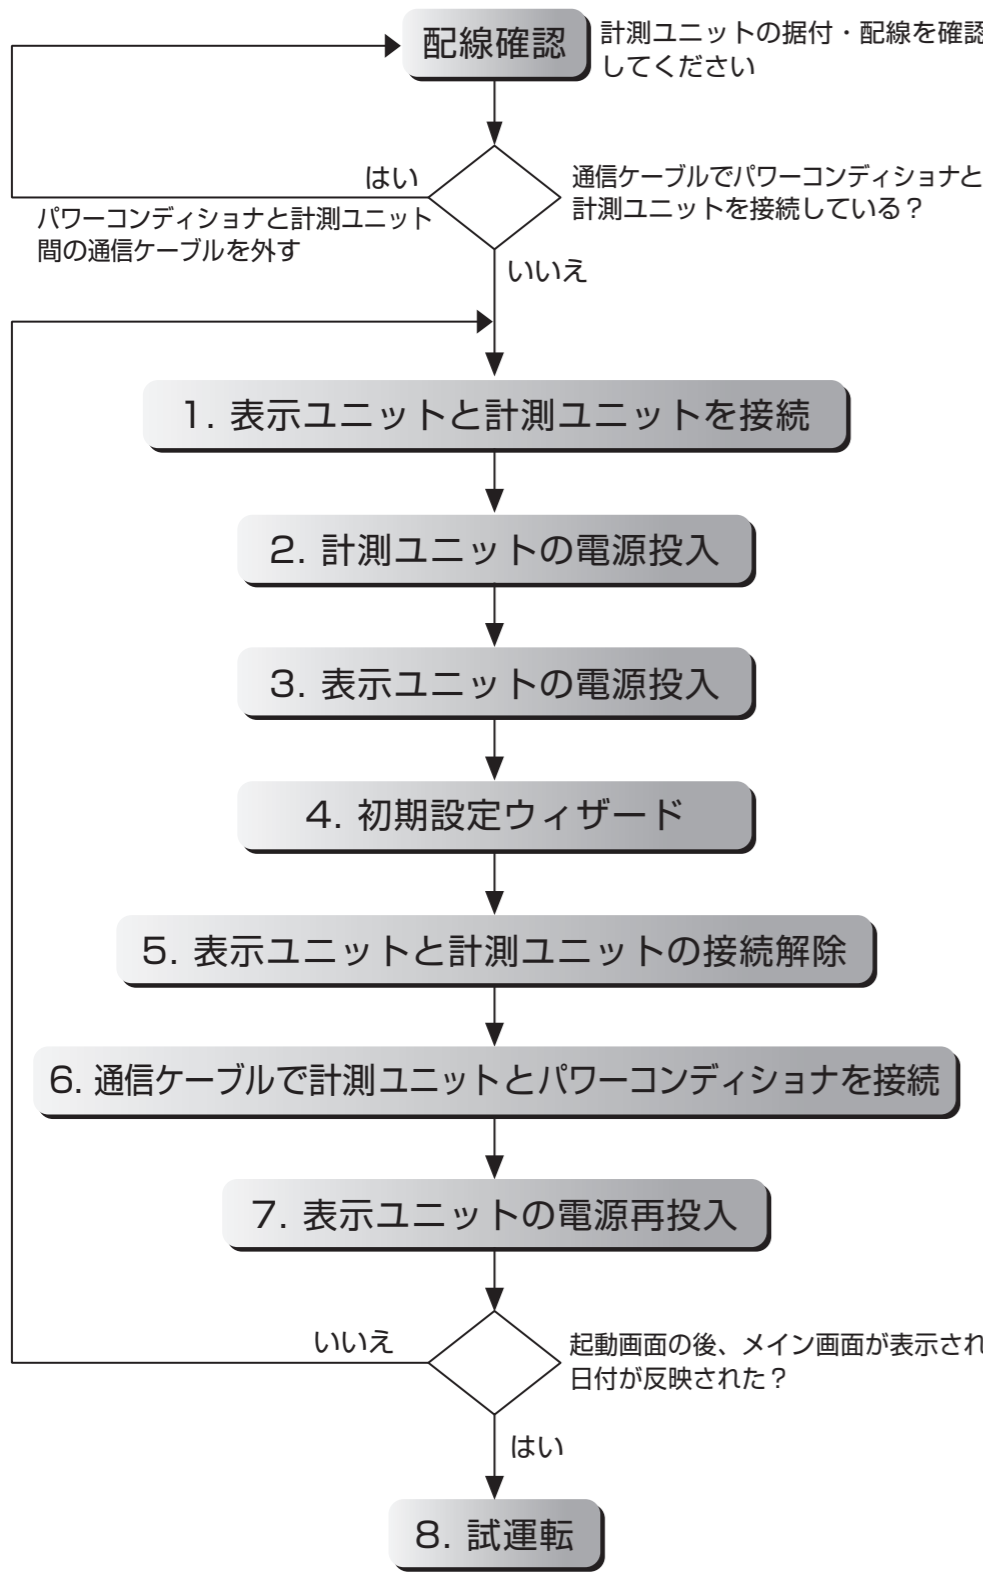 配線確認
計測ユニットの据付・配線を確認
してください
はい
通信ケーブルでパワーコンディショナと
計測ユニットを接続している？
パワーコンディショナと計測ユニット
間の通信ケーブルを外す
いいえ
1. 表示ユニットと計測ユニットを接続
2. 計測ユニットの電源投入
3. 表示ユニットの電源投入
4. 初期設定ウィザード
5. 表示ユニットと計測ユニットの接続解除
6. 通信ケーブルで計測ユニットとパワーコンディショナを接続
7. 表示ユニットの電源再投入
いいえ
起動画面の後、メイン画面が表示され
日付が反映された？
はい
8. 試運転